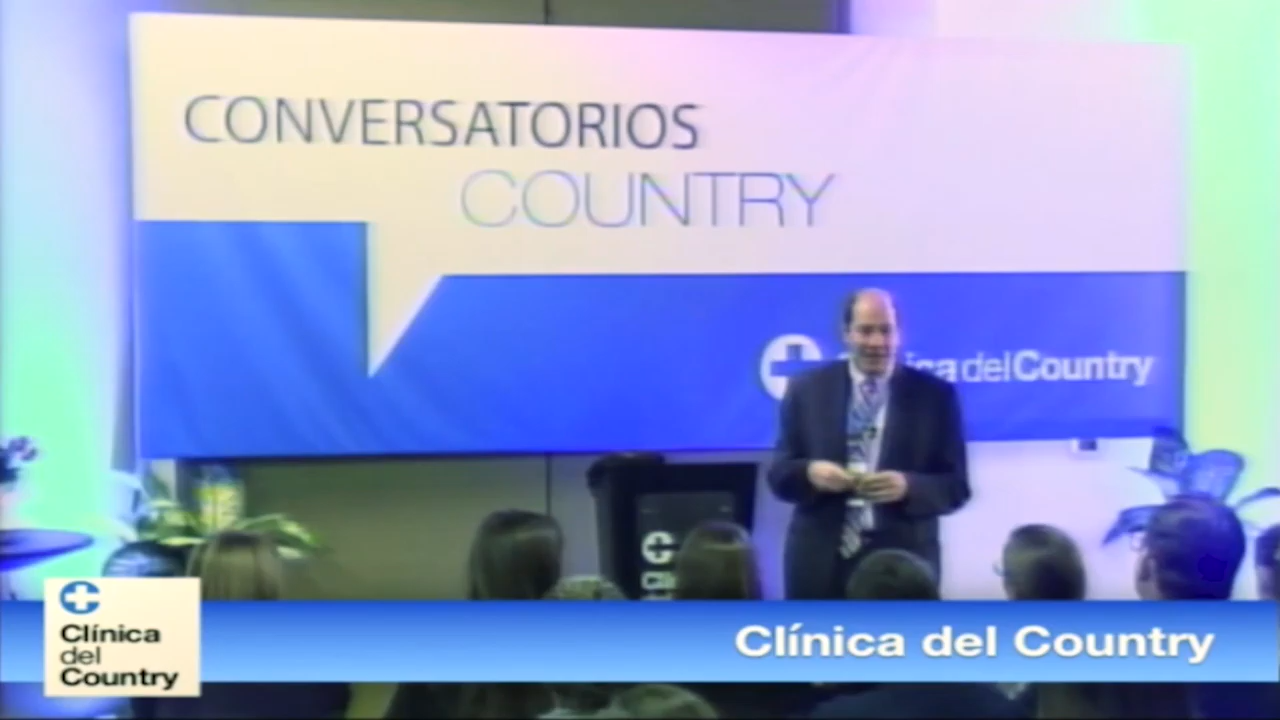 CONVERSATORIOS
COUNTRY
delCountry
Clínica
del
Country
Clínica del Country